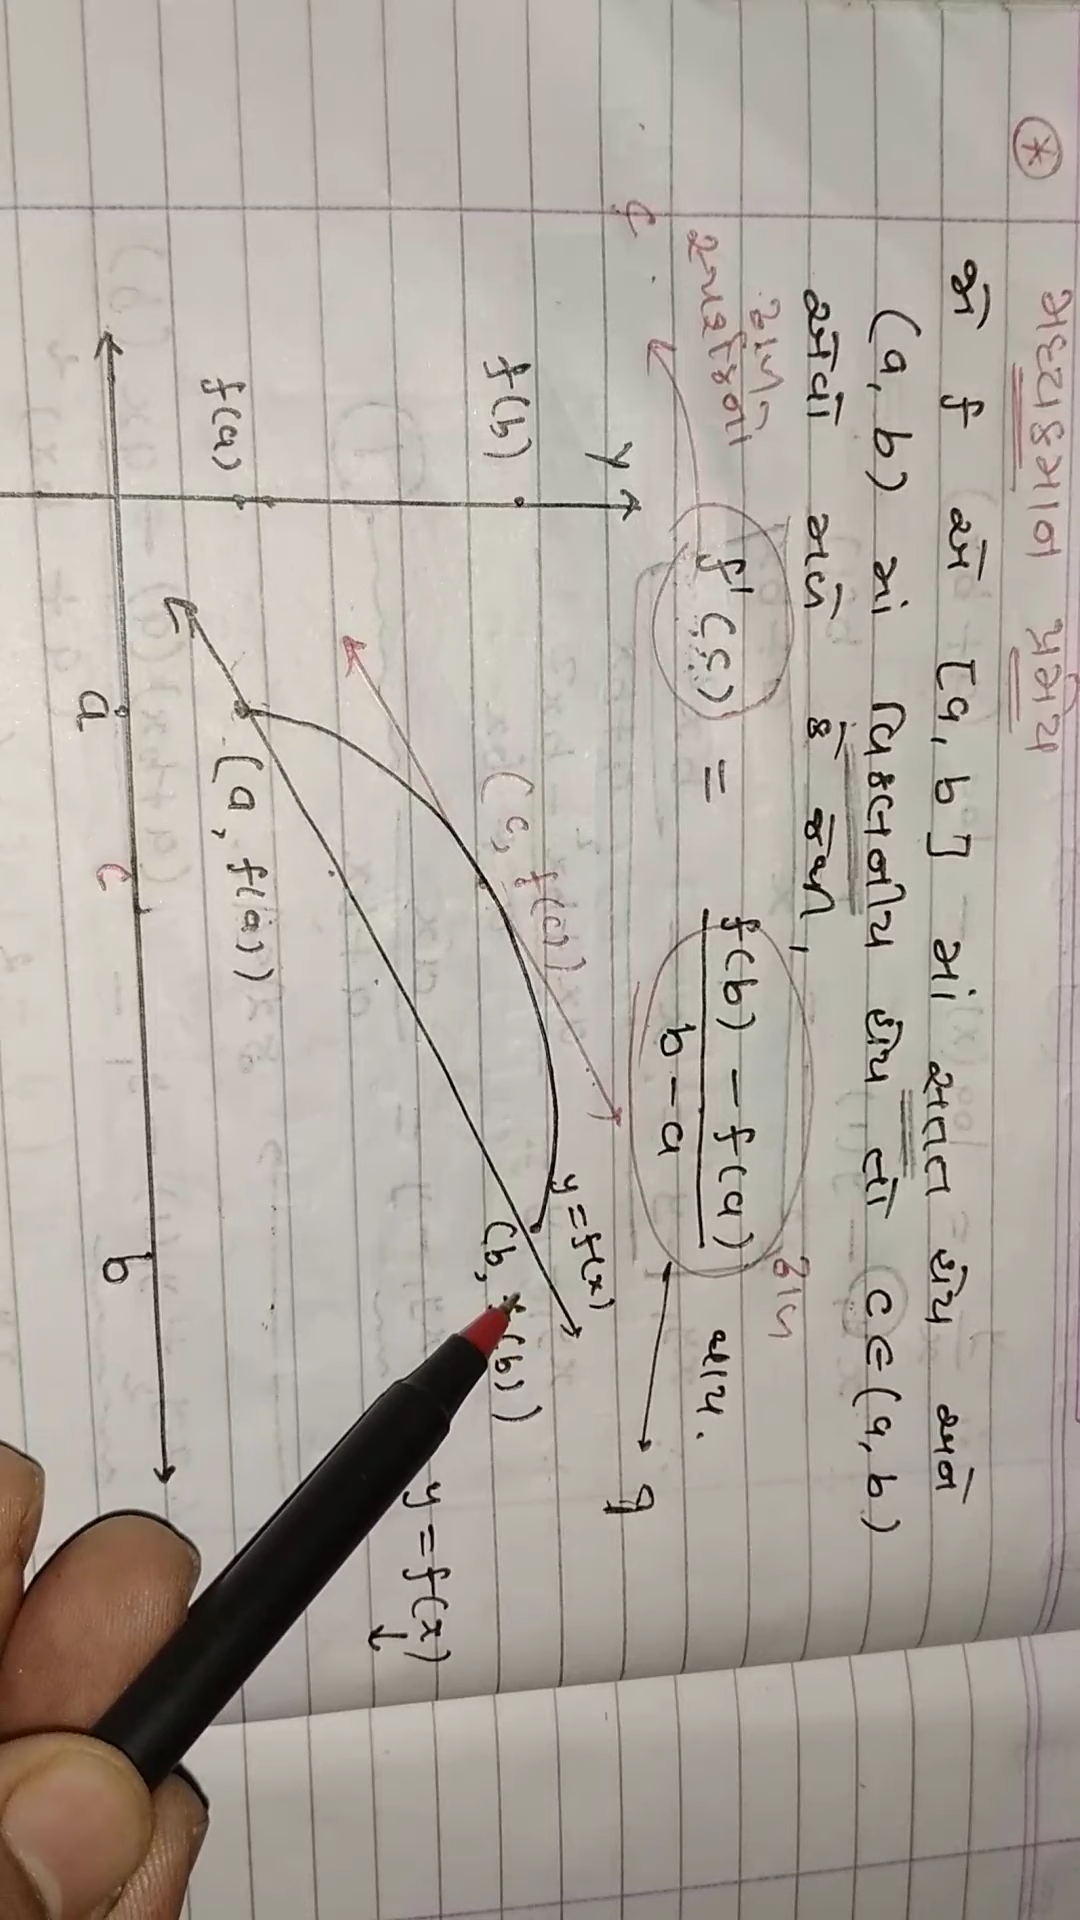 મધ્યકમાન પ્રમેય
જો f એ [a, b] માં સતત હોય અને
(a, b) માં વિકલનીય હોય તો c ∈ (a, b)
એવો મળે કે જેથી,
f'(c) = f(b) - f(a) / b - a થાય.
ઢાળ
સ્પર્શકનો ઢાળ
y
f(b)
f(a)
(c, f(c))
y = f(x)
(b, f(b))
(a, f(a))
y = f(x)
a
c
b